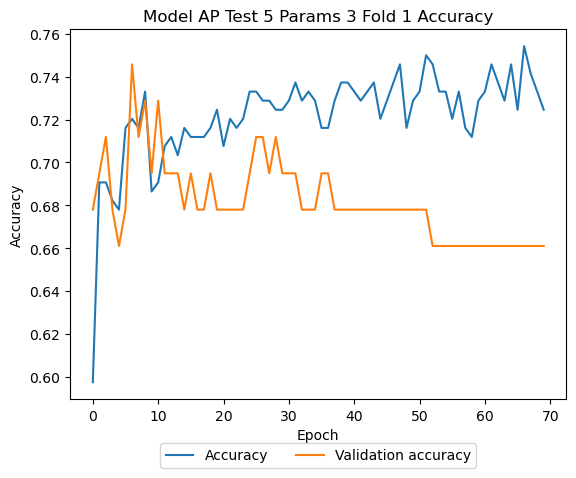 Model AP Test 5 Params 3 Fold 1 Accuracy
0.76
0.74
0.72
0.70
0.68
0.66
0.64
0.62
0.60
Accuracy
0 10 20 30 40 50 60 70
Epoch
Accuracy Validation accuracy